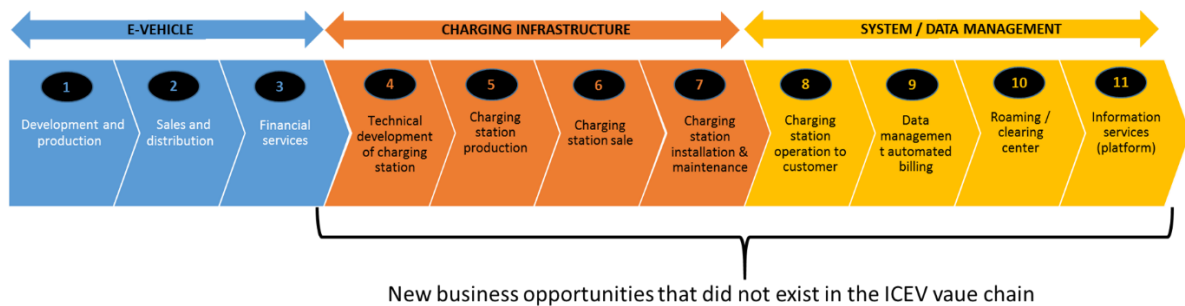 E-VEHICLE
CHARGING INFRASTRUCTURE
SYSTEM / DATA MANAGEMENT
1
Development and
production
2
Sales and
distribution
3
Financial
services
4
Technical
development
of charging
station
5
Charging
station
production
6
Charging
station sale
7
Charging
station
installation &
maintenance
8
Charging
station
operation to
customer
9
Data
managemen
t automated
billing
10
Roaming /
clearing
center
11
Information
services
(platform)
New business opportunities that did not exist in the ICEV vaue chain